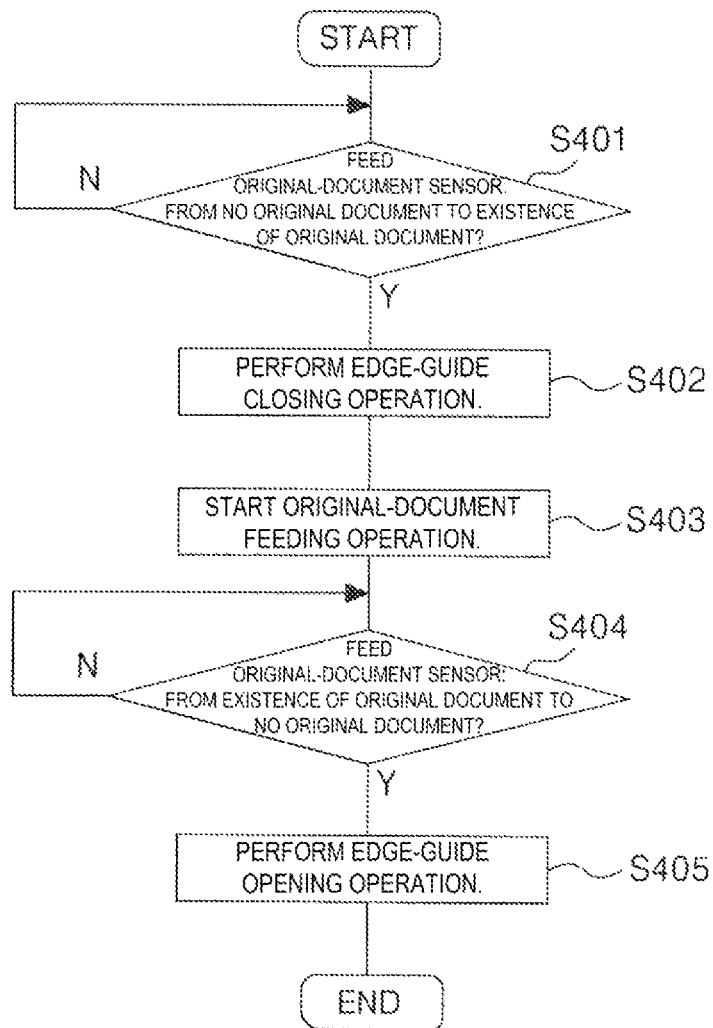 START
S401
FEED
ORIGINAL-DOCUMENT SENSOR:
FROM NO ORIGINAL DOCUMENT TO EXISTENCE
OF ORIGINAL DOCUMENT?
N
Y
PERFORM EDGE-GUIDE
CLOSING OPERATION.
S402
START ORIGINAL-DOCUMENT
FEEDING OPERATION.
S403
S404
FEED
ORIGINAL-DOCUMENT SENSOR:
FROM EXISTENCE OF ORIGINAL DOCUMENT TO
NO ORIGINAL DOCUMENT?
N
Y
PERFORM EDGE-GUIDE
OPENING OPERATION.
S405
END